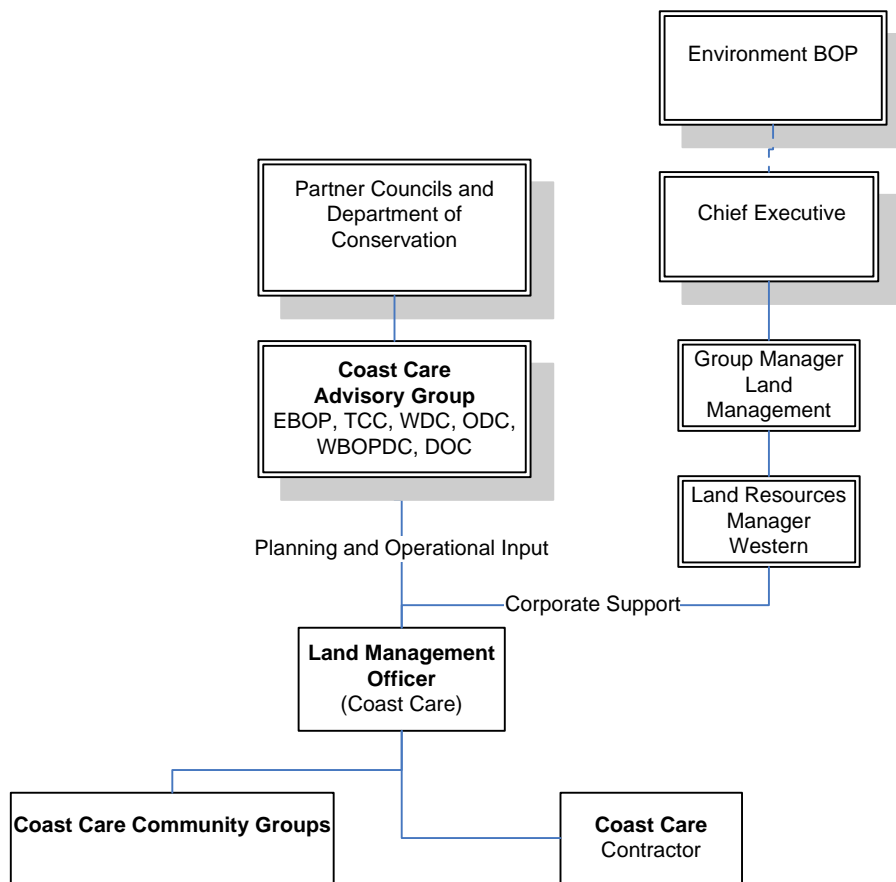 Environment BOP
Partner Councils and
Department of
Conservation
Chief Executive
Coast Care
Advisory Group
EBOP, TCC, WDC, ODC,
WBOPDC, DOC
Group Manager
Land
Management
Land Resources
Manager
Western
Planning and Operational Input
Corporate Support
Land Management
Officer
(Coast Care)
Coast Care Community Groups
Coast Care
Contractor